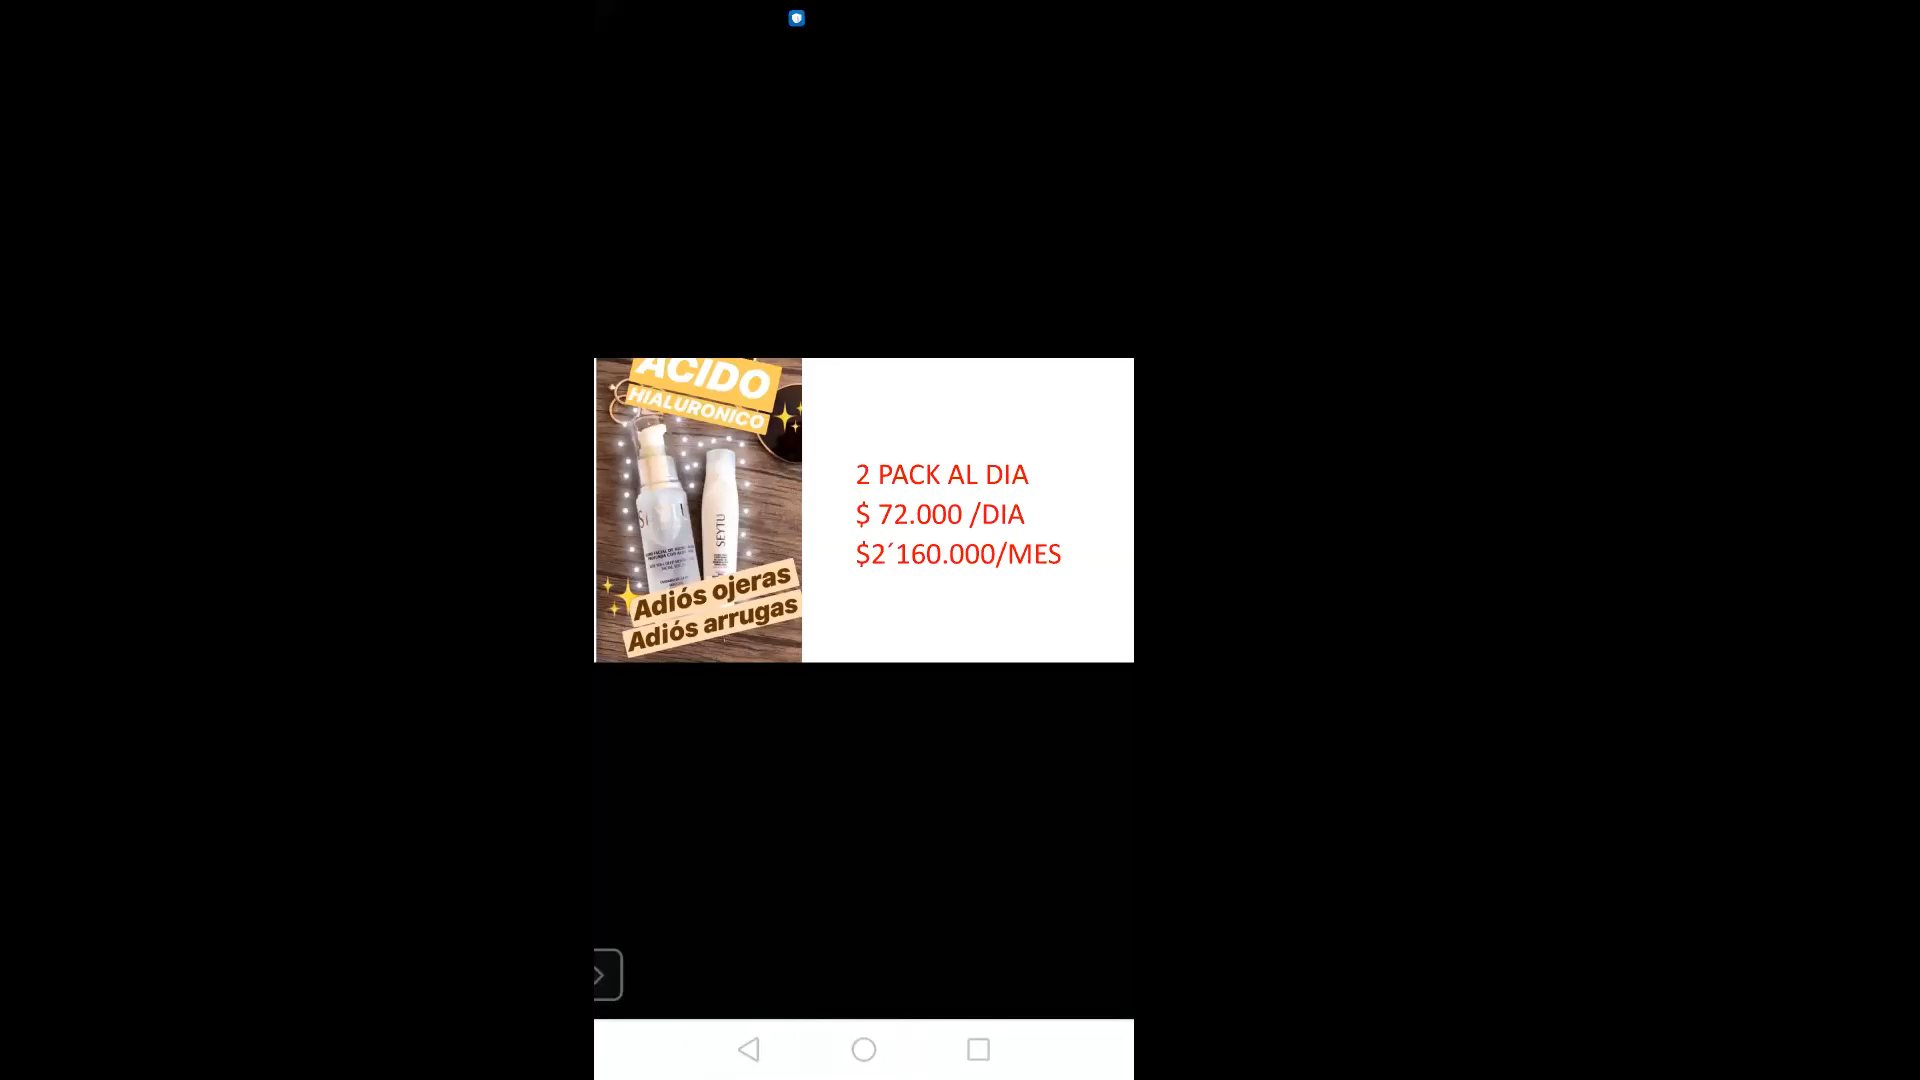 ACIDO
HIALURONICO
SEYTU
Adiós ojeras
Adiós arrugas
2 PACK AL DIA
$ 72.000 /DIA
$2´160.000/MES